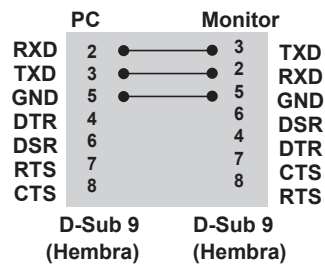 PC Monitor
RXD 2 3 TXD
TXD 3 2 RXD
GND 5 5 GND
DTR 4 6 DSR
DSR 6 4 DTR
RTS 7 7 CTS
CTS 8 8 RTS
D-Sub 9 D-Sub 9
(Hembra) (Hembra)